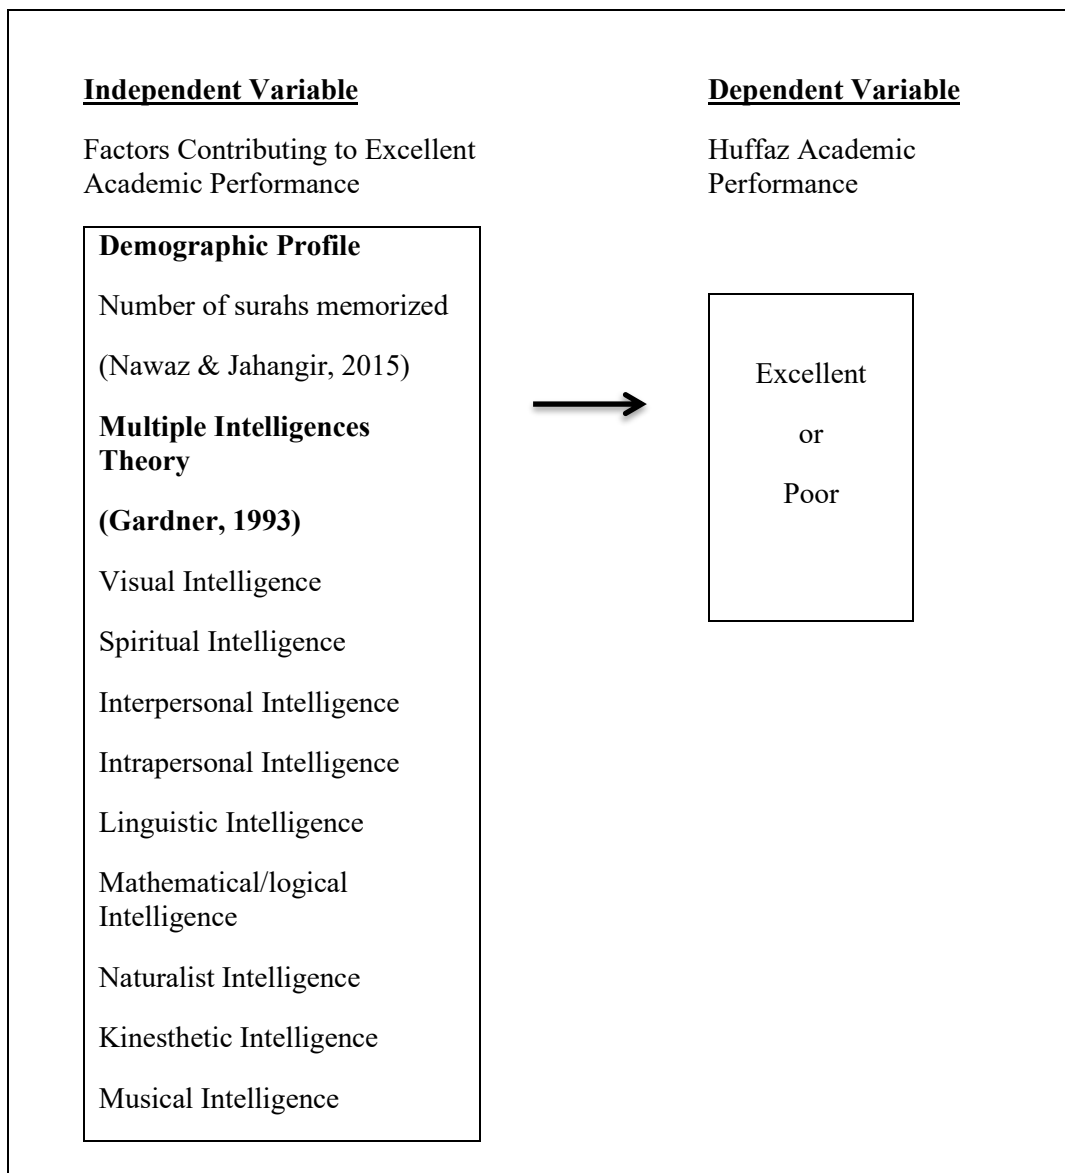 Independent Variable
Factors Contributing to Excellent
Academic Performance
Demographic Profile
Number of surahs memorized
(Nawaz & Jahangir, 2015)
Multiple Intelligences
Theory
(Gardner, 1993)
Visual Intelligence
Spiritual Intelligence
Interpersonal Intelligence
Intrapersonal Intelligence
Linguistic Intelligence
Mathematical/logical
Intelligence
Naturalist Intelligence
Kinesthetic Intelligence
Musical Intelligence
Dependent Variable
Huffaz Academic
Performance
Excellent
or
Poor